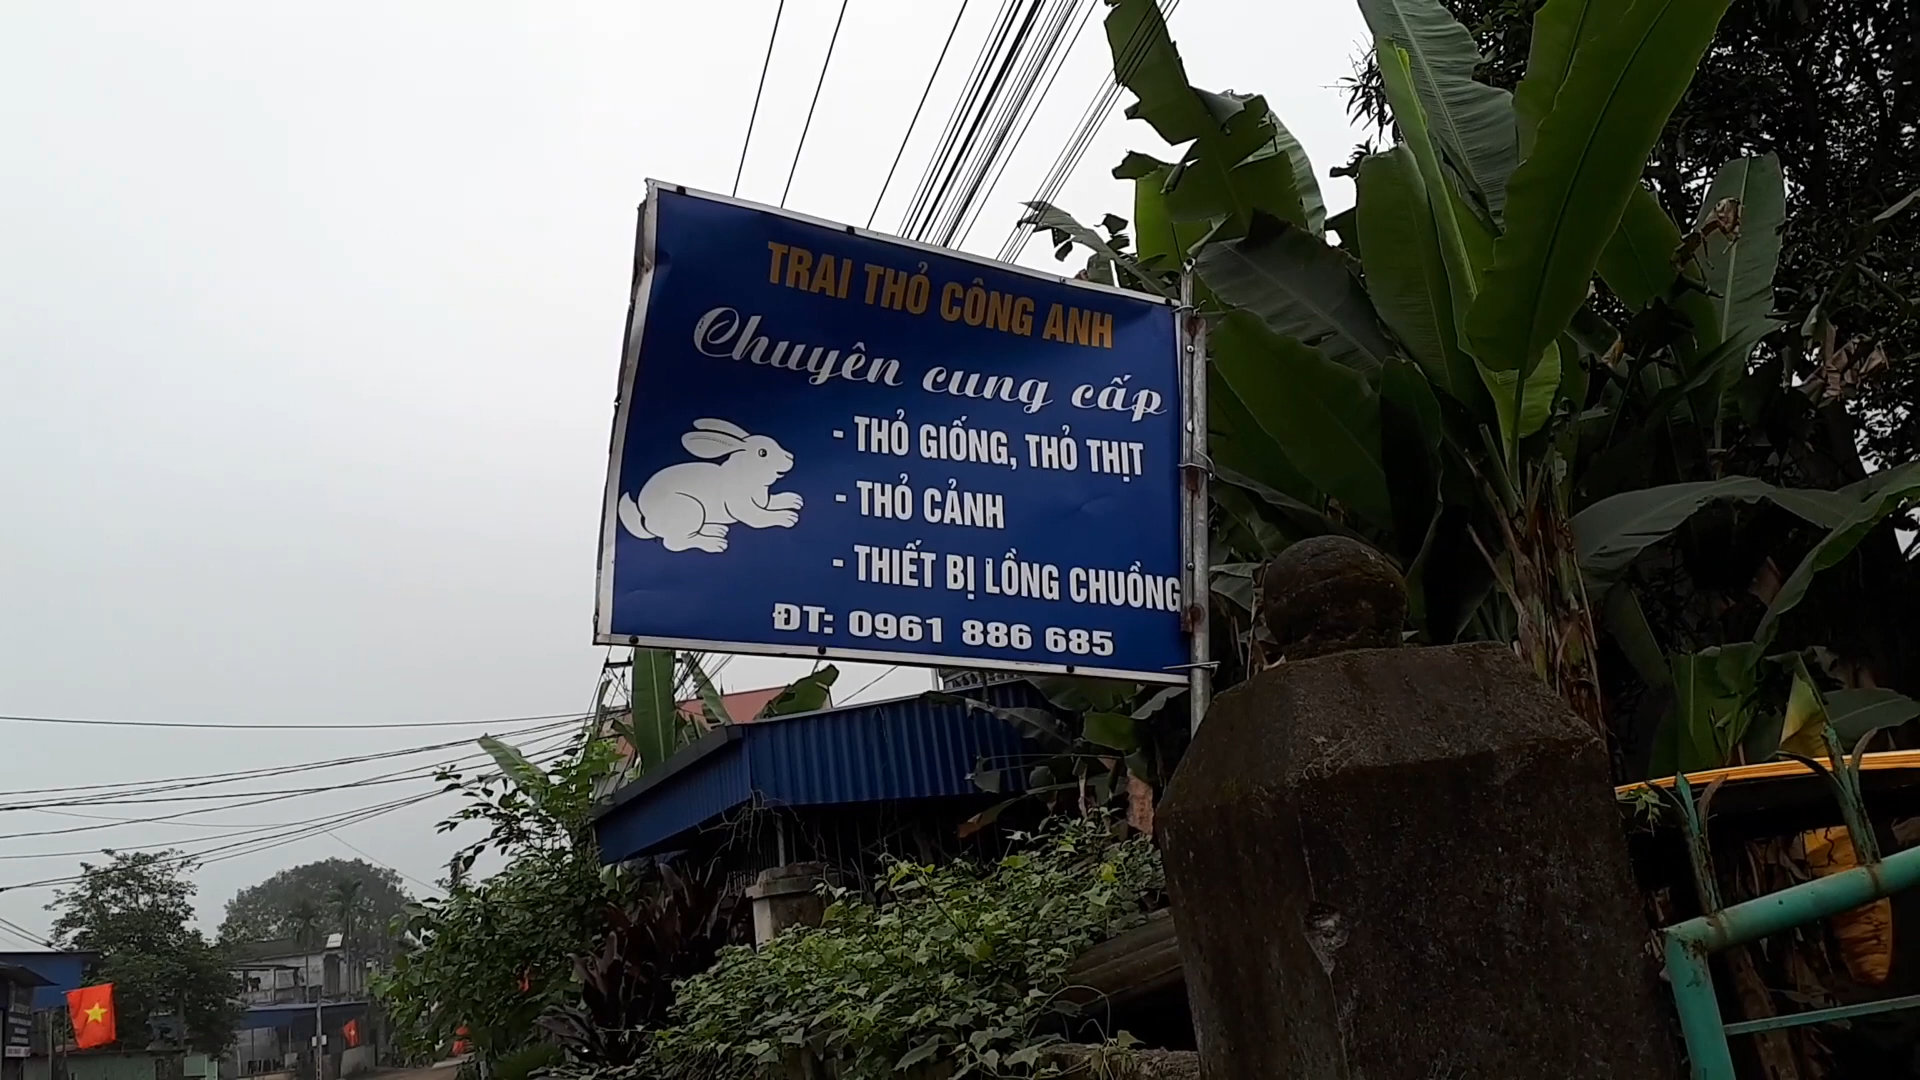 TRAI THỎ CÔNG ANH
Chuyên cung cấp
- THỎ GIỐNG, THỎ THỊT
- THỎ CẢNH
- THIẾT BỊ LỒNG CHUỒNG
ĐT: 0961 886 685